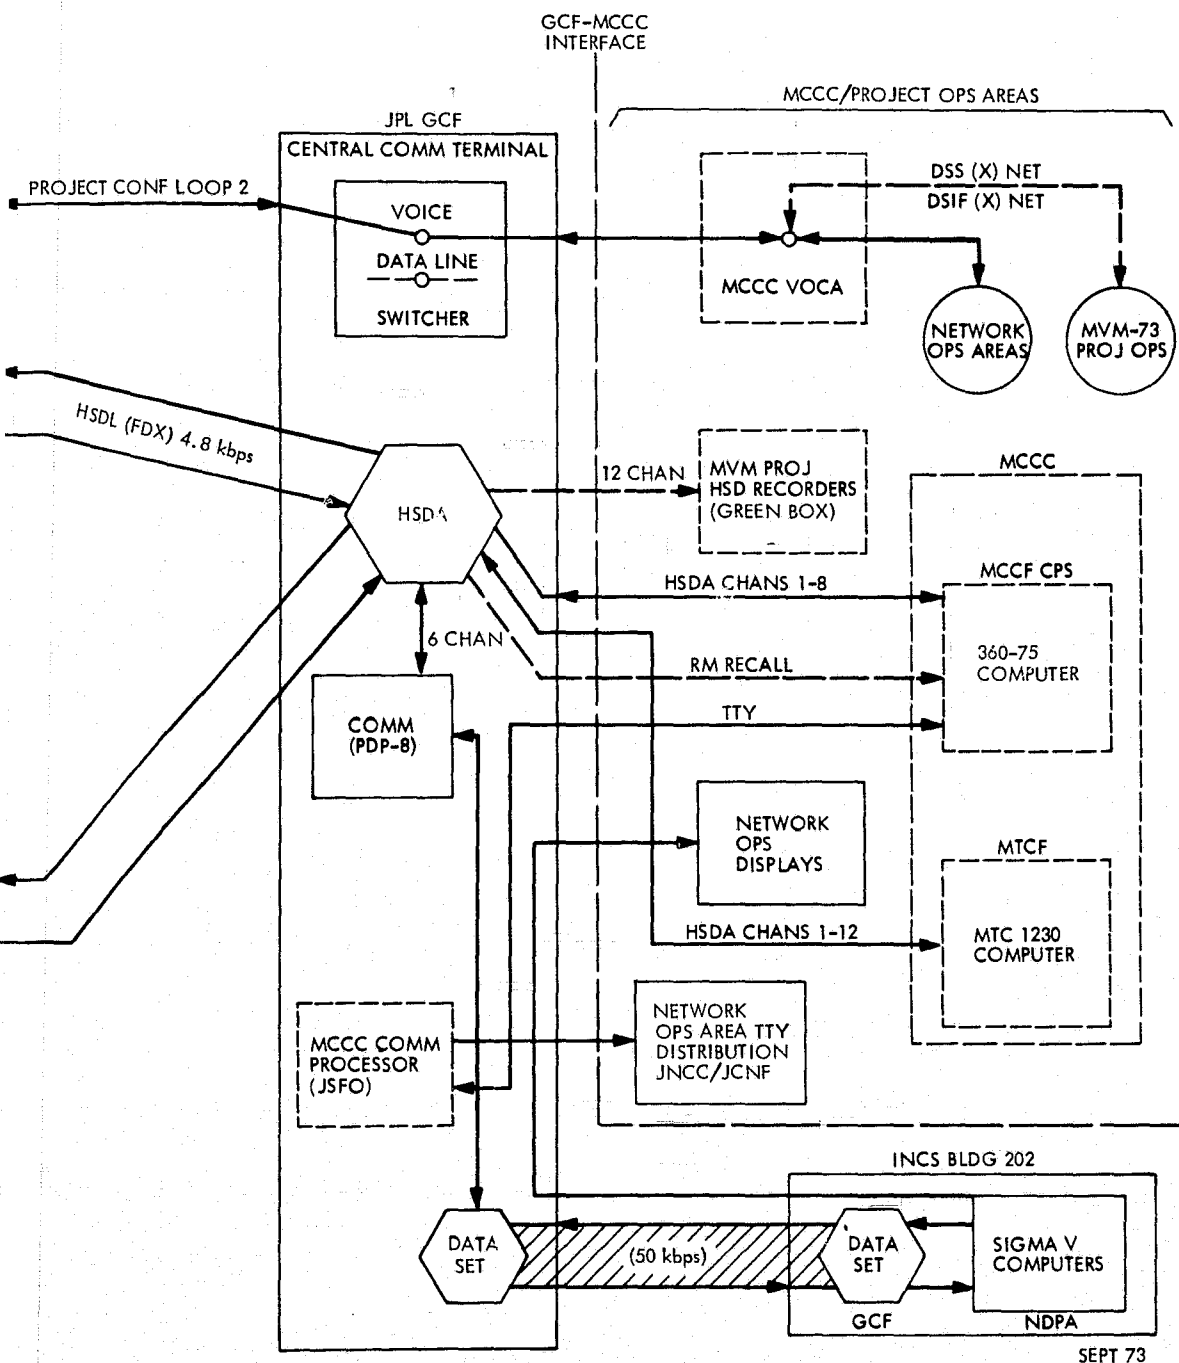 GCF-MCCC
INTERFACE
MCCC/PROJECT OPS AREAS
JPL GCF
CENTRAL COMM TERMINAL
PROJECT CONF LOOP 2
VOICE
DATA LINE
SWITCHER
DSS (X) NET
DSIF (X) NET
MCCC VOCA
NETWORK
OPS AREAS
MVM-73
PROJ OPS
HSDL (FDX) 4.8 kbps
HSDA
12 CHAN
MVM PROJ
HSD RECORDERS
(GREEN BOX)
MCCC
HSDA CHANS 1-8
MCCF CPS
6 CHAN
RM RECALL
360-75
COMPUTER
COMM
(PDP-8)
TTY
NETWORK
OPS
DISPLAYS
MTCF
HSDA CHANS 1-12
MTC 1230
COMPUTER
MCCC COMM
PROCESSOR
(JSFO)
NETWORK
OPS AREA TTY
DISTRIBUTION
JNCC/JCNF
INCS BLDG 202
DATA
SET
(50 kbps)
DATA
SET
SIGMA V
COMPUTERS
GCF
NDPA
SEPT 73